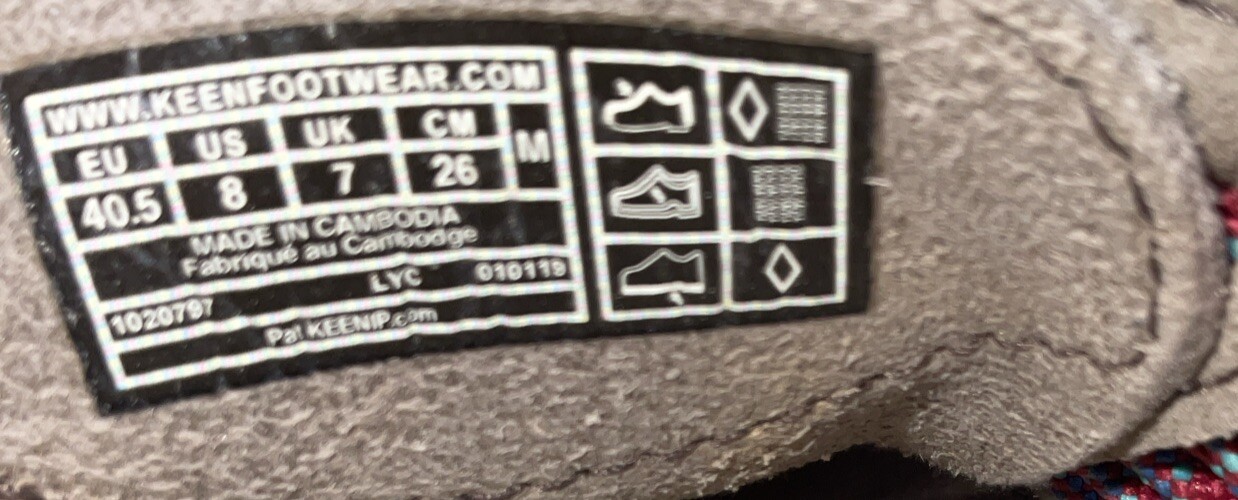 WWW.KEENFOOTWEAR.COM
EU US UK CM M
40.5 8 7 26
MADE IN CAMBODIA
Fabriqué au Cambodge
1020797 LYC 010119
Pat KEENIP.com